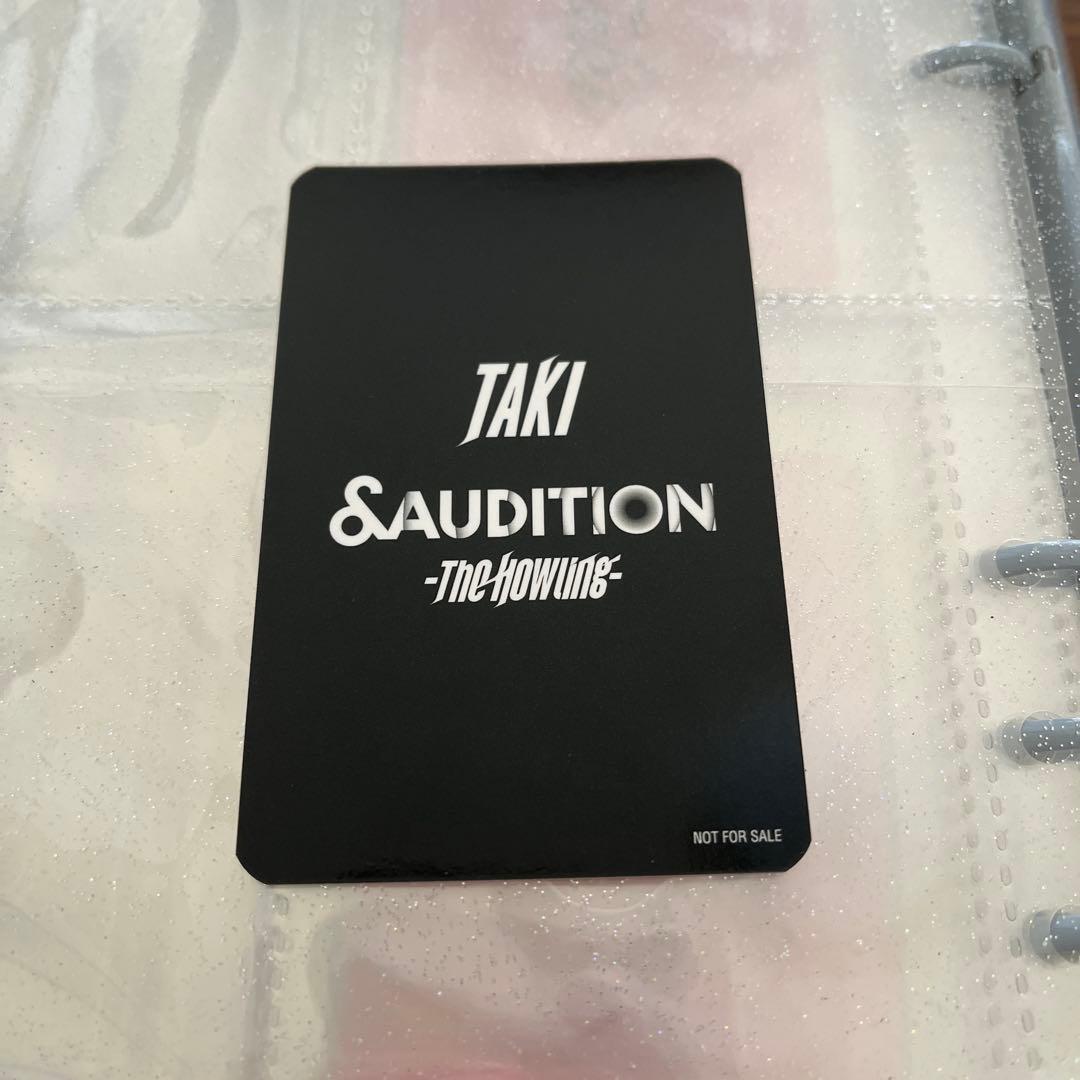 TAKI
&AUDITION
-The Howling-
NOT FOR SALE